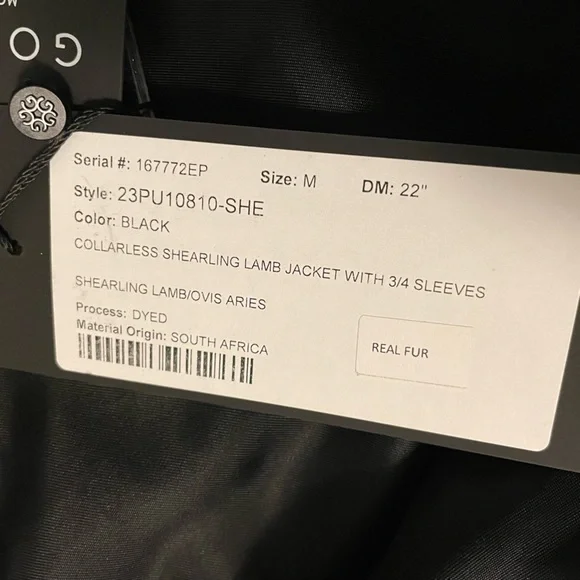 GO
Serial #: 167772EP Size: M DM: 22"
Style: 23PU10810-SHE
Color: BLACK
COLLARLESS SHEARLING LAMB JACKET WITH 3/4 SLEEVES
SHEARLING LAMB/OVIS ARIES
Process: DYED
Material Origin: SOUTH AFRICA
REAL FUR